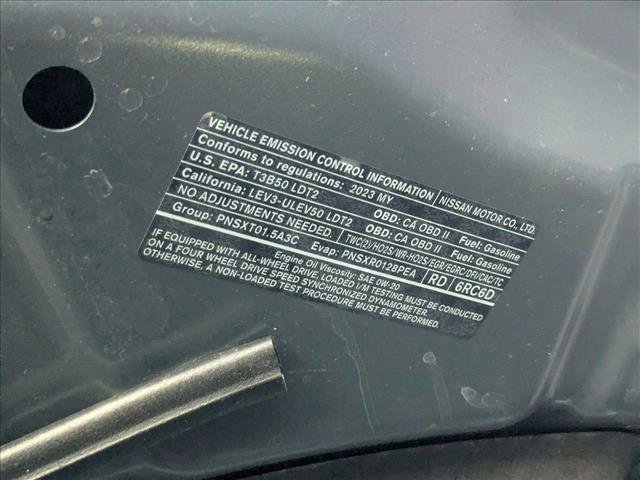 VEHICLE EMISSION CONTROL INFORMATION NISSAN MOTOR CO., LTD.
Conforms to regulations: 2023 MY
U.S. EPA: T3B50 LDT2 OBD: CA OBD II Fuel: Gasoline
California: LEV3-ULEV50 LDT2 OBD: CA OBD II Fuel: Gasoline
NO ADJUSTMENTS NEEDED. TWC(2)/HO2S/WR-HO2S/EGR/EGRC/DFI/CAC/TC
Group: PNSXT01.5A3C Evap: PNSXR0128PEA RD 6RC6D
Engine Oil Viscosity: SAE 0W-20
IF EQUIPPED WITH ALL WHEEL DRIVE, LOADED I/M TESTING MUST BE CONDUCTED
ON A FOUR WHEEL DRIVE SPEED SYNCHRONIZED DYNAMOMETER.
OTHERWISE, A NON-LOADED TEST PROCEDURE MUST BE PERFORMED.